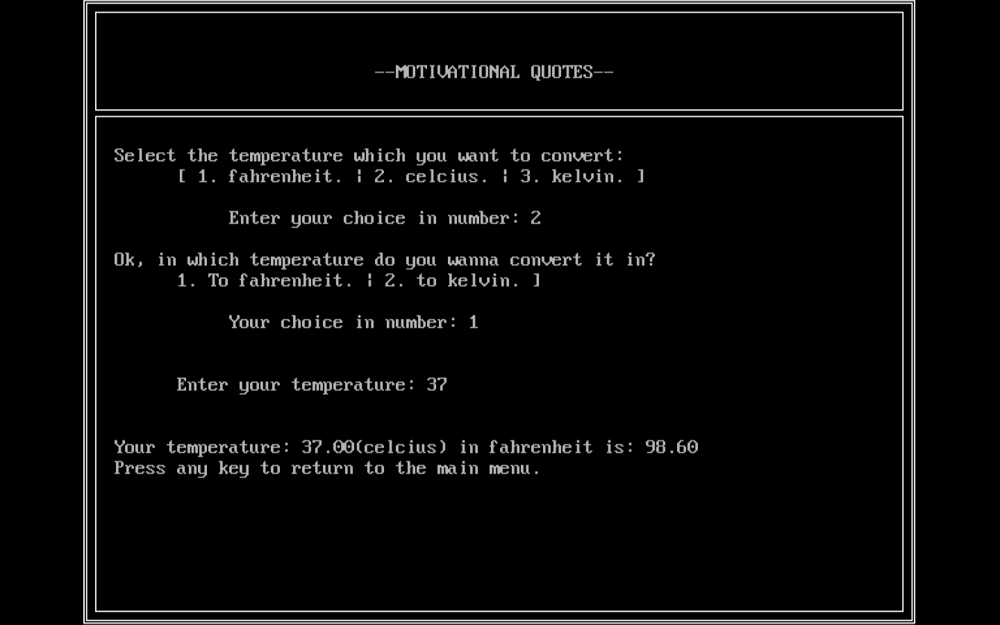 --MOTIVATIONAL QUOTES--
Select the temperature which you want to convert:
[ 1. fahrenheit. ¦ 2. celcius. ¦ 3. kelvin. ]
Enter your choice in number: 2
Ok, in which temperature do you wanna convert it in?
1. To fahrenheit. ¦ 2. to kelvin. ]
Your choice in number: 1
Enter your temperature: 37
Your temperature: 37.00(celcius) in fahrenheit is: 98.60
Press any key to return to the main menu.